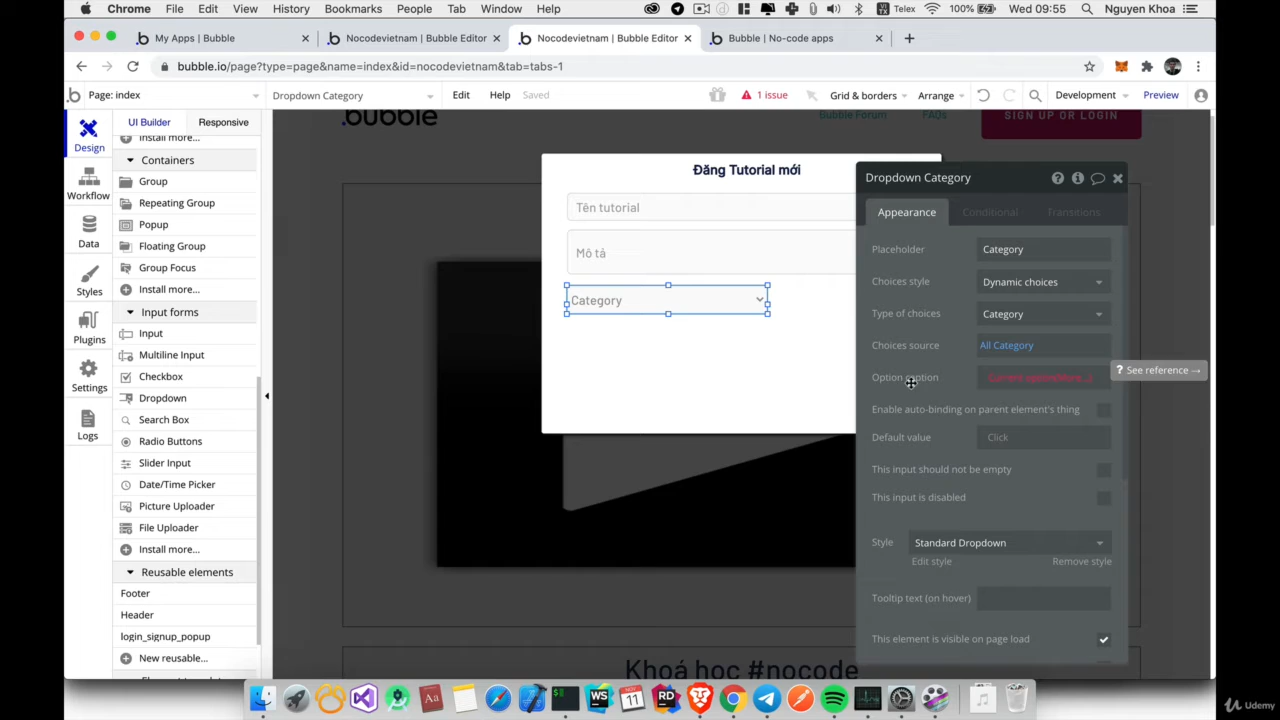 Chrome File Edit View History Bookmarks People Tab Window Help Telex 100% Wed 09:55 Nguyen Khoa
My Apps | Bubble
Nocodevietnam | Bubble Editor
Nocodevietnam | Bubble Editor
Bubble | No-code apps
bubble.io/page?type=page&name=index&id=nocodevietnam&tab=tabs-1
Page: index
Dropdown Category
Edit Help Saved
1 issue
Grid & borders
Arrange
Development
Preview
UI Builder
Responsive
Design
Workflow
Data
Styles
Plugins
Settings
Logs
Install more...
Containers
Group
Repeating Group
Popup
Floating Group
Group Focus
Install more...
Input forms
Input
Multiline Input
Checkbox
Dropdown
Search Box
Radio Buttons
Slider Input
Date/Time Picker
Picture Uploader
File Uploader
Install more...
Reusable elements
Footer
Header
login_signup_popup
New reusable...
.bubble
Bubble Forum
FAQs
SIGN UP OR LOGIN
Đăng Tutorial mới
Tên tutorial
Mô tả
Category
Khoá học #nocode
Dropdown Category
Appearance
Conditional
Transitions
Placeholder
Category
Choices style
Dynamic choices
Type of choices
Category
Choices source
All Category
Option caption
Current option(More...)
See reference →
Enable auto-binding on parent element's thing
Default value
Click
This input should not be empty
This input is disabled
Style
Standard Dropdown
Edit style
Remove style
Tooltip text (on hover)
This element is visible on page load
Udemy